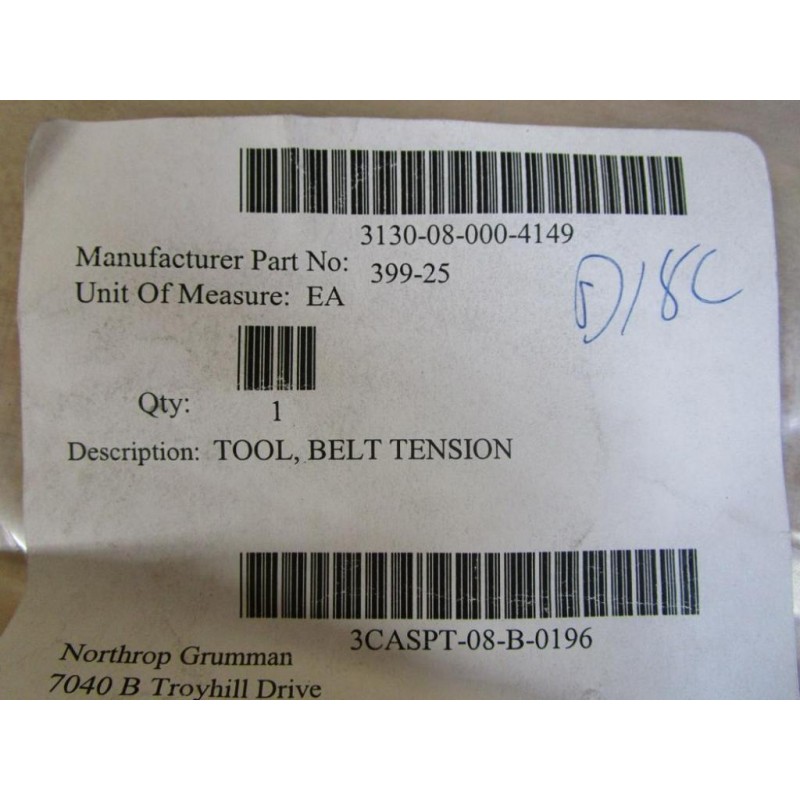 3130-08-000-4149
Manufacturer Part No: 399-25
Unit Of Measure: EA
Qty: 1
Description: TOOL, BELT TENSION
3CASPT-08-B-0196
Northrop Grumman
7040 B Troyhill Drive